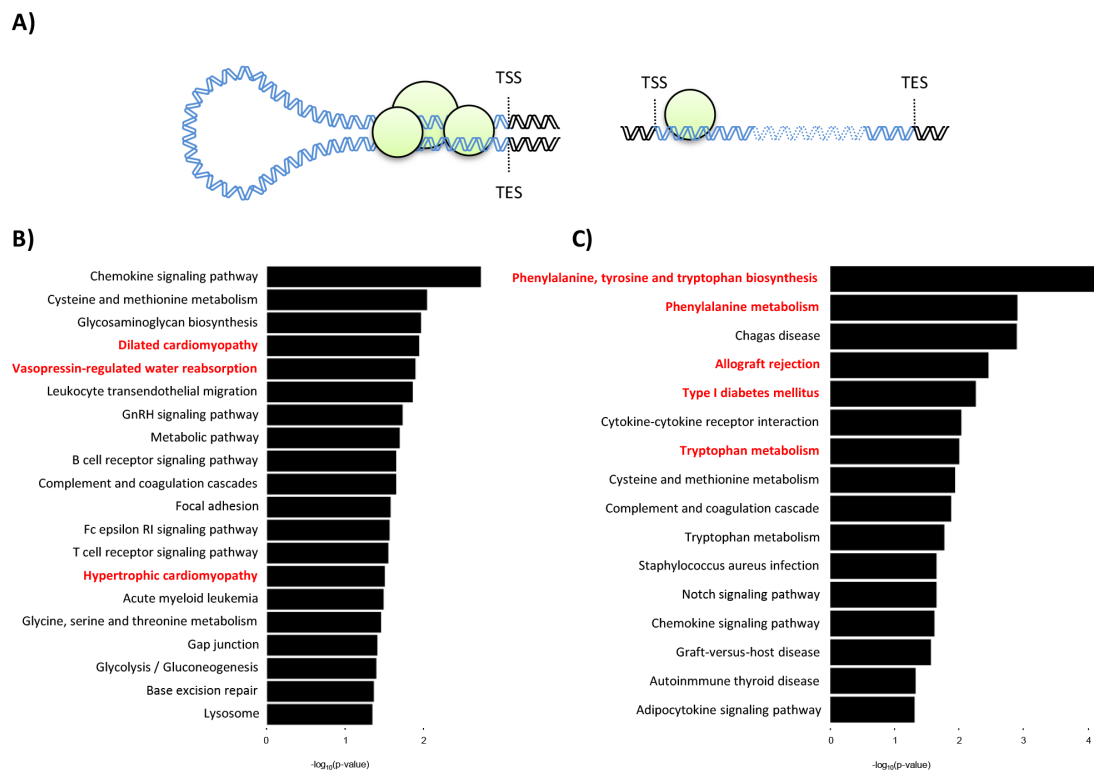 A)
TSS
TES
TSS
TES
B)
Chemokine signaling pathway
Cysteine and methionine metabolism
Glycosaminoglycan biosynthesis
Dilated cardiomyopathy
Vasopressin-regulated water reabsorption
Leukocyte transendothelial migration
GnRH signaling pathway
Metabolic pathway
B cell receptor signaling pathway
Complement and coagulation cascades
Focal adhesion
Fc epsilon RI signaling pathway
T cell receptor signaling pathway
Hypertrophic cardiomyopathy
Acute myeloid leukemia
Glycine, serine and threonine metabolism
Gap junction
Glycolysis / Gluconeogenesis
Base excision repair
Lysosome
0 1 2
-log10(p-value)
C)
Phenylalanine, tyrosine and tryptophan biosynthesis
Phenylalanine metabolism
Chagas disease
Allograft rejection
Type I diabetes mellitus
Cytokine-cytokine receptor interaction
Tryptophan metabolism
Cysteine and methionine metabolism
Complement and coagulation cascade
Tryptophan metabolism
Staphylococcus aureus infection
Notch signaling pathway
Chemokine signaling pathway
Graft-versus-host disease
Autoinmmune thyroid disease
Adipocytokine signaling pathway
0 1 2 3 4
-log10(p-value)